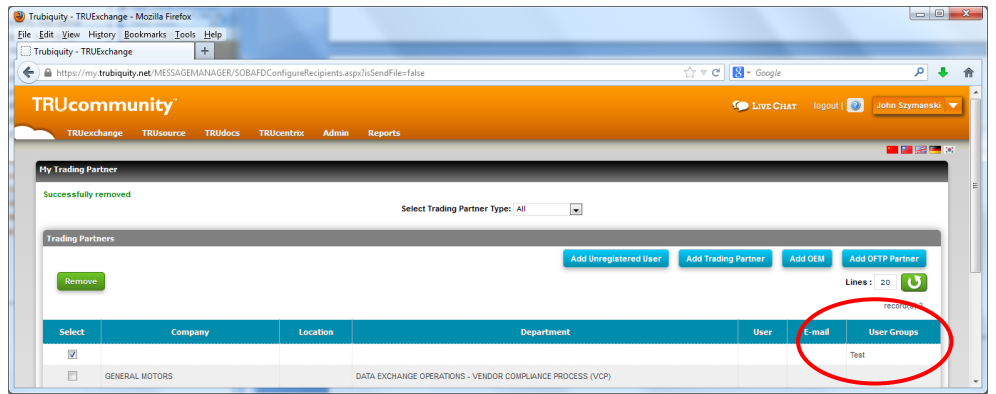 Trubiquity - TRUExchange - Mozilla Firefox
File Edit View History Bookmarks Tools Help
Trubiquity - TRUExchange +
https://my.trubiquity.net/MESSAGEMANAGER/SOBAFDConfigureRecipients.aspx?isSendFile=false Google
TRUcommunity LIVE CHAT logout | ? John Szymanski
TRUexchange TRUsource TRUdocs TRUcentrix Admin Reports
My Trading Partner
Successfully removed
Select Trading Partner Type: All
Trading Partners
Add Unregistered User Add Trading Partner Add OEM Add OFTP Partner
Remove Lines : 20
Select Company Location Department User E-mail User Groups
Test
GENERAL MOTORS DATA EXCHANGE OPERATIONS - VENDOR COMPLIANCE PROCESS (VCP)